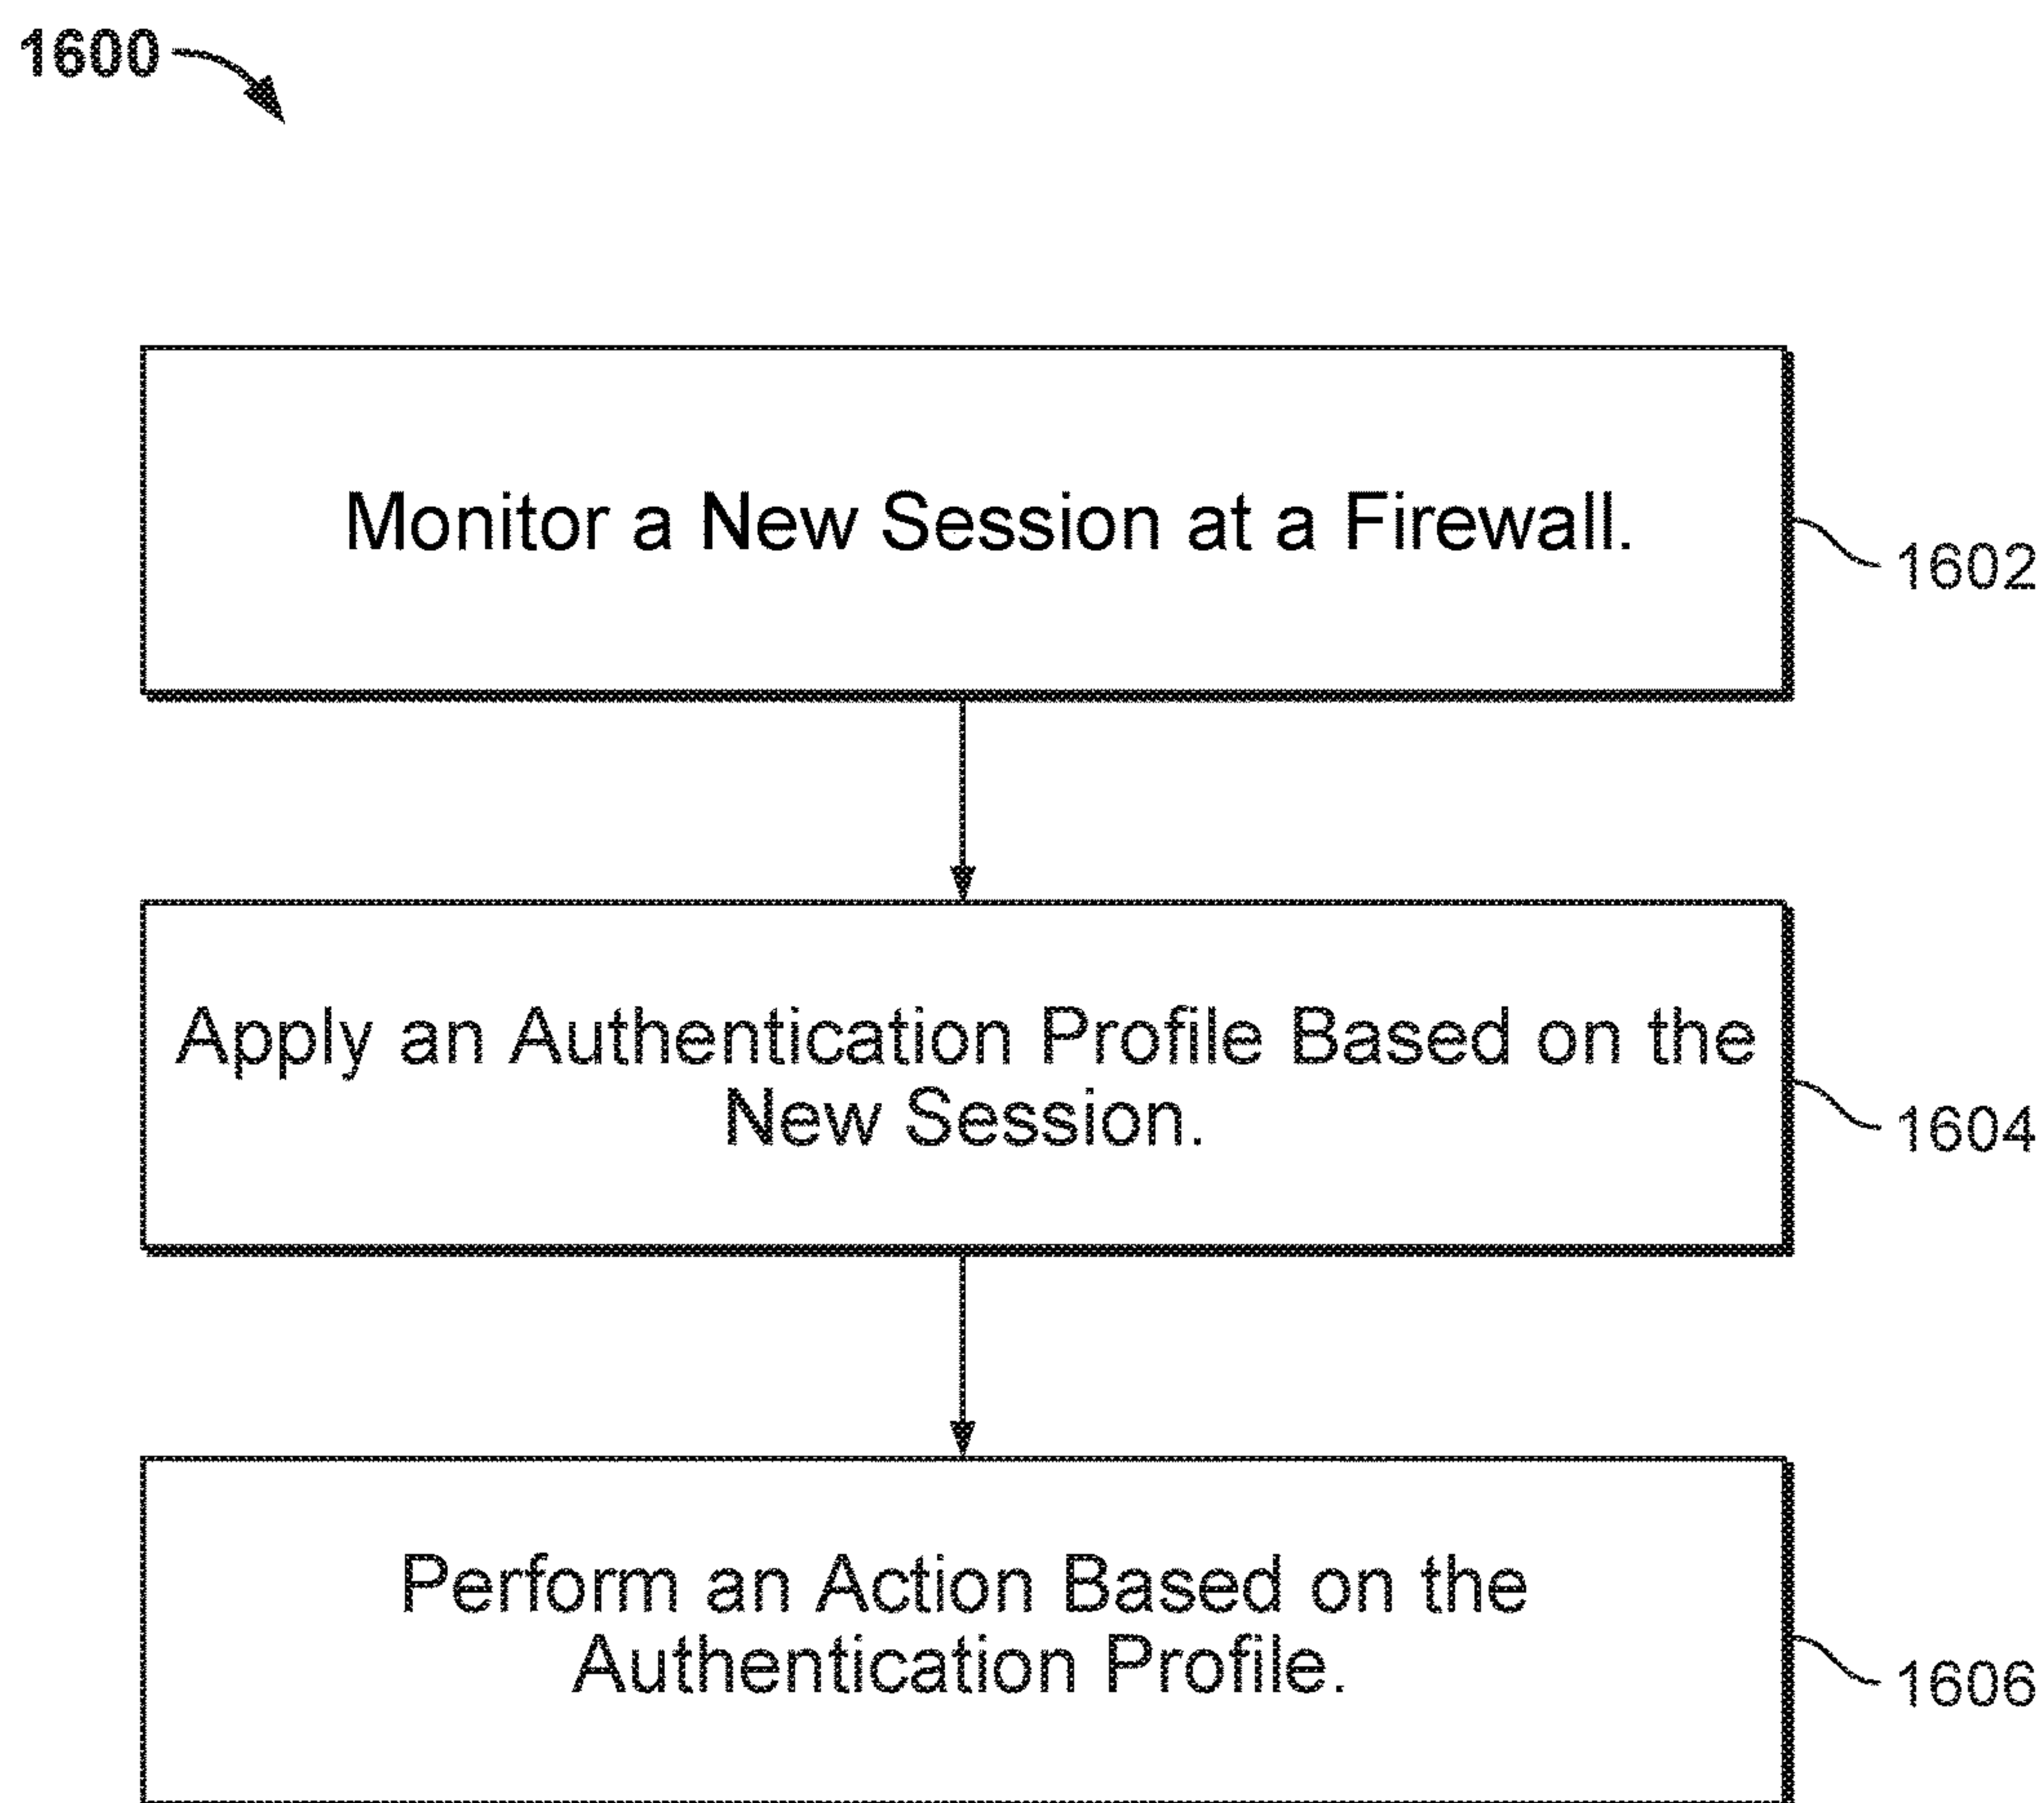 1600
Monitor a New Session at a Firewall.
1602
Apply an Authentication Profile Based on the
New Session.
1604
Perform an Action Based on the
Authentication Profile.
1606